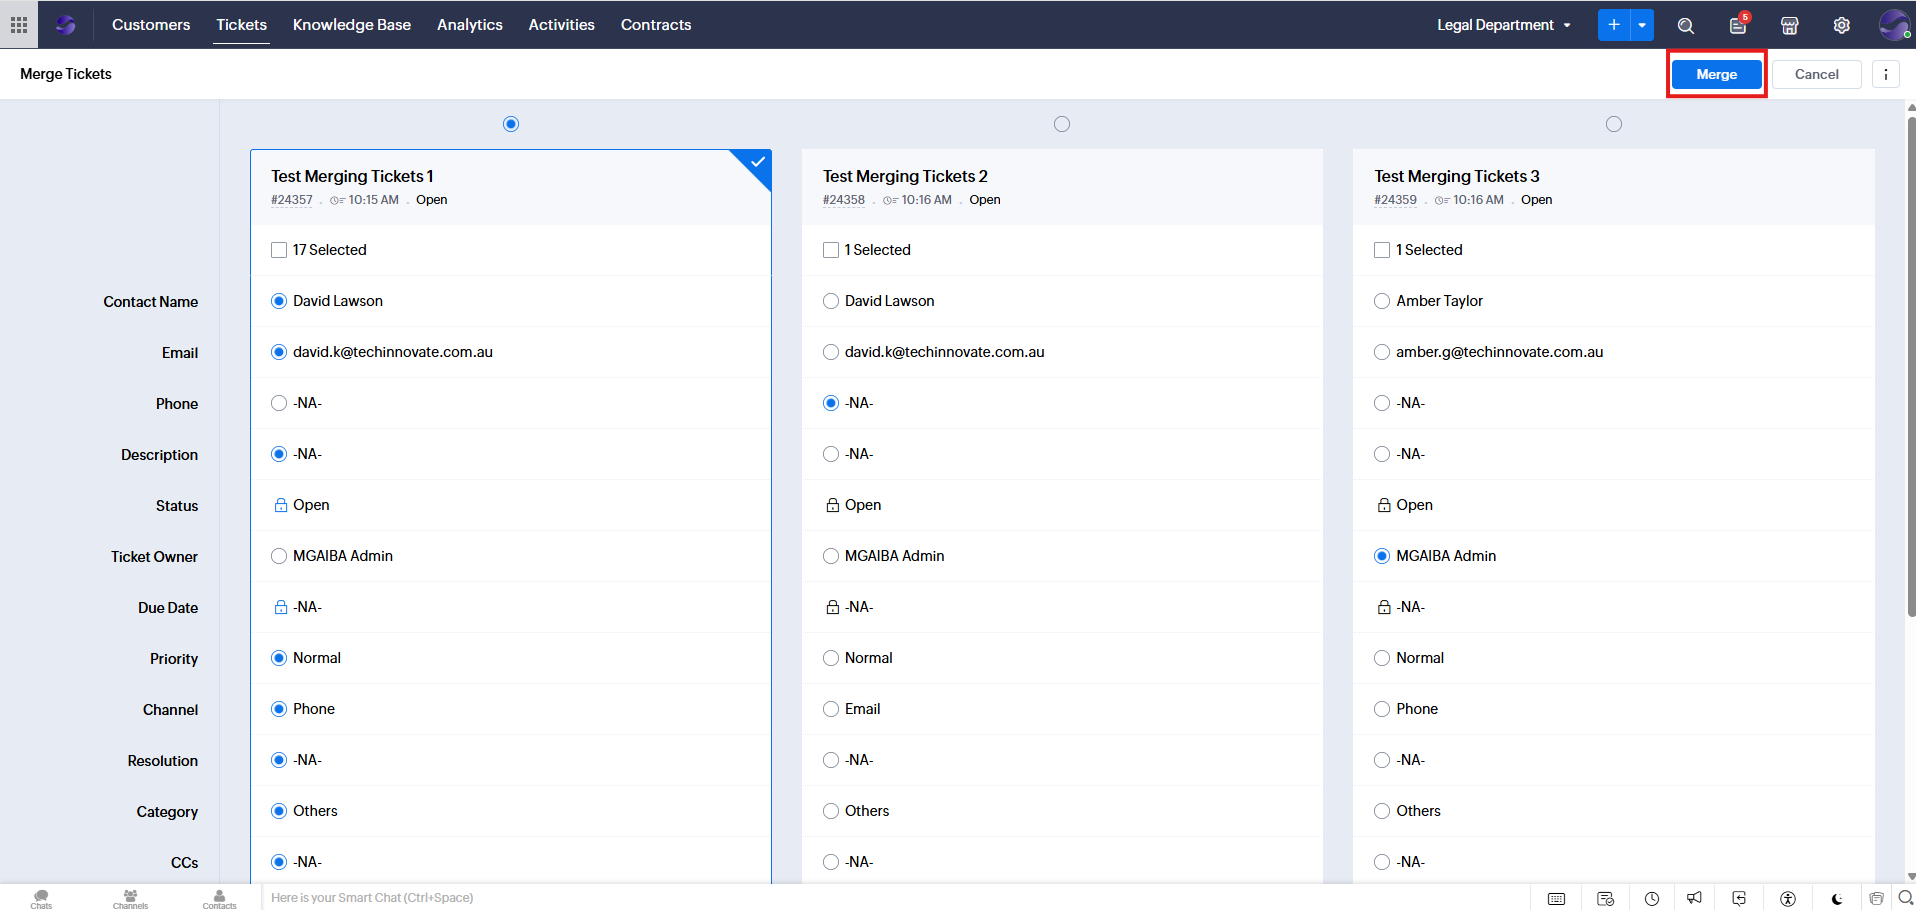 Customers Tickets Knowledge Base Analytics Activities Contracts Legal Department 5
Merge Tickets Merge Cancel
Test Merging Tickets 1 Test Merging Tickets 2 Test Merging Tickets 3
#24357 . 10:15 AM . Open #24358 . 10:16 AM . Open #24359 . 10:16 AM . Open
17 Selected 1 Selected 1 Selected
Contact Name David Lawson David Lawson Amber Taylor
Email david.k@techinnovate.com.au david.k@techinnovate.com.au amber.g@techinnovate.com.au
Phone -NA- -NA- -NA-
Description -NA- -NA- -NA-
Status Open Open Open
Ticket Owner MGAIBA Admin MGAIBA Admin MGAIBA Admin
Due Date -NA- -NA- -NA-
Priority Normal Normal Normal
Channel Phone Email Phone
Resolution -NA- -NA- -NA-
Category Others Others Others
CCs -NA- -NA- -NA-
Chats Channels Contacts Here is your Smart Chat (Ctrl+Space)